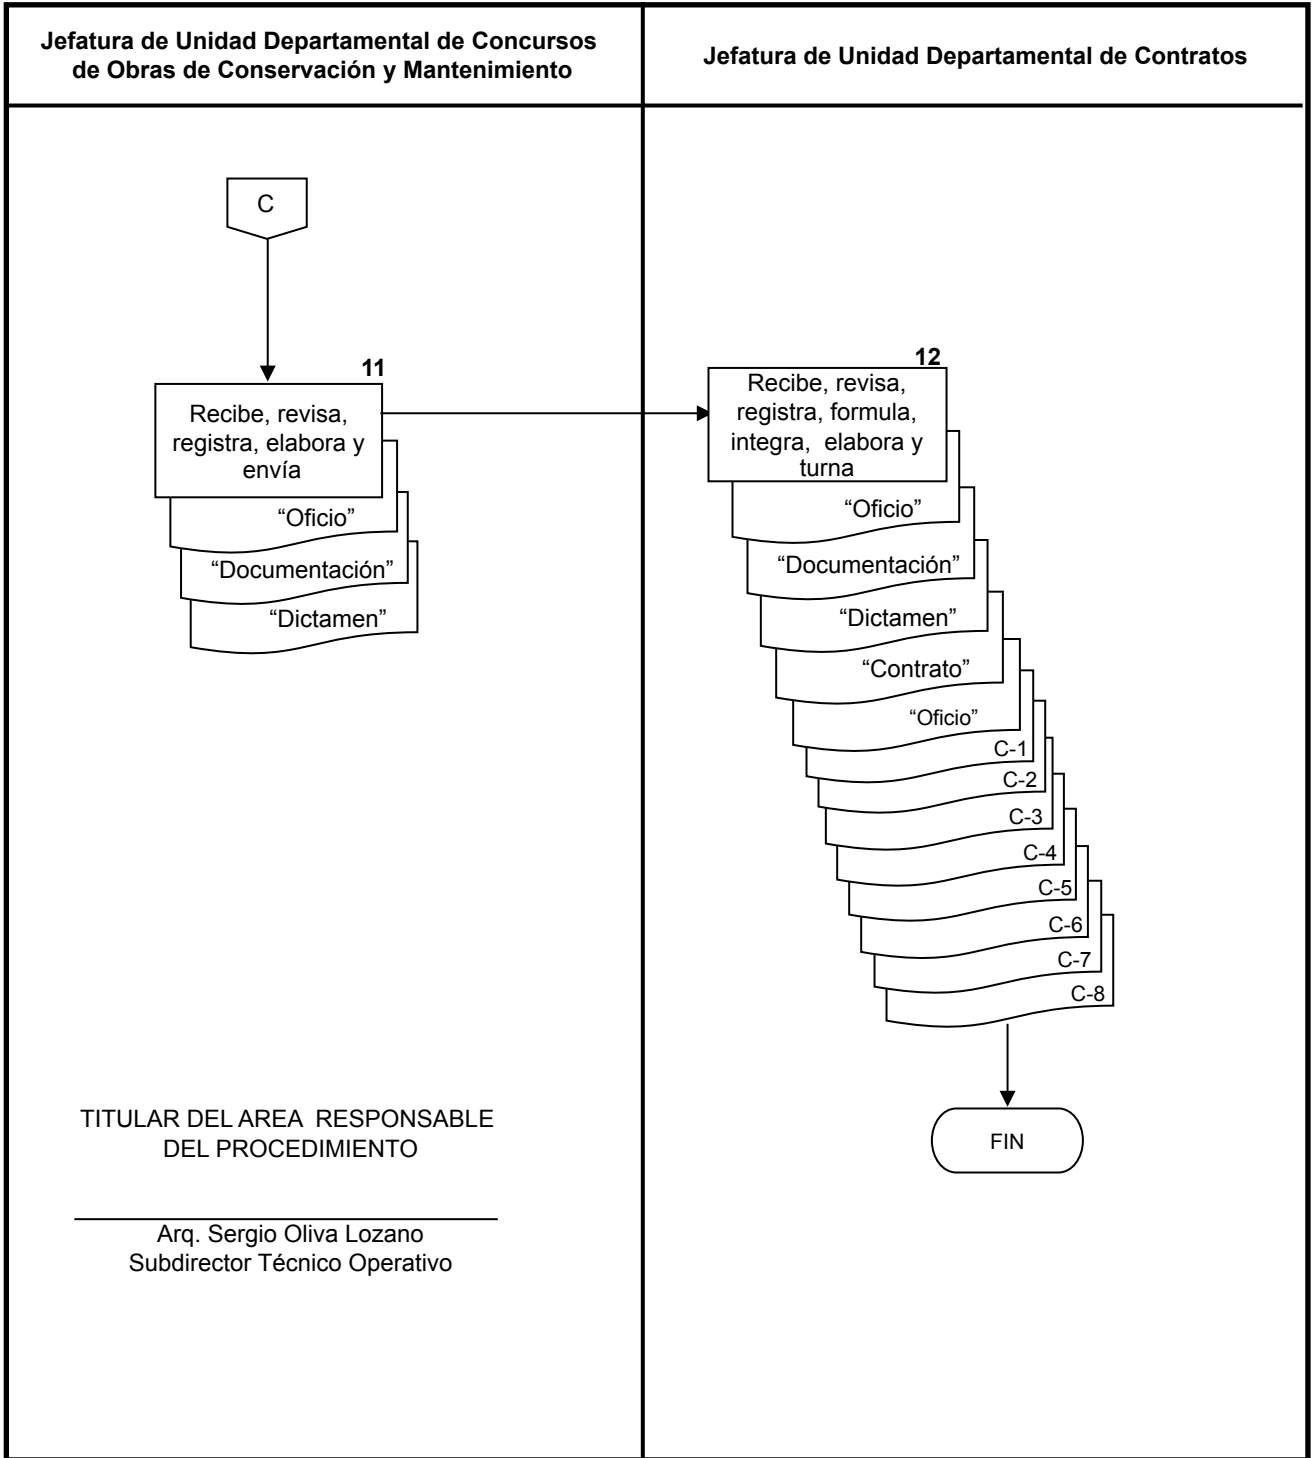 Jefatura de Unidad Departamental de Concursos
de Obras de Conservación y Mantenimiento
Jefatura de Unidad Departamental de Contratos
C
11
Recibe, revisa,
registra, elabora y
envía
“Oficio”
“Documentación”
“Dictamen”
12
Recibe, revisa,
registra, formula,
integra, elabora y
turna
“Oficio”
“Documentación”
“Dictamen”
“Contrato”
“Oficio”
C-1
C-2
C-3
C-4
C-5
C-6
C-7
C-8
FIN
TITULAR DEL AREA RESPONSABLE
DEL PROCEDIMIENTO
Arq. Sergio Oliva Lozano
Subdirector Técnico Operativo